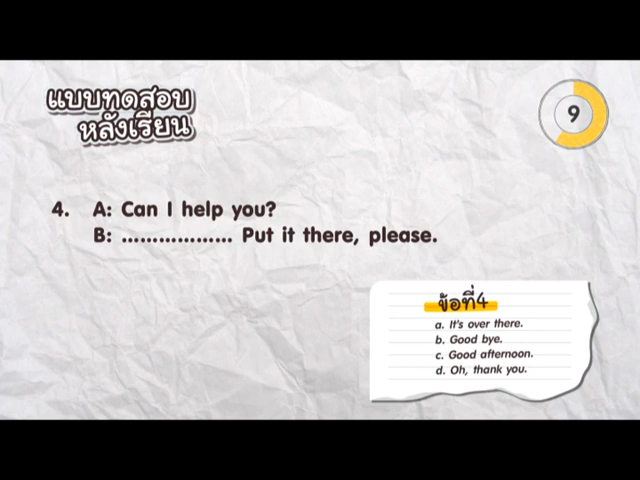 แบบทดสอบ
หลังเรียน
9
4. A: Can I help you?
B: .................. Put it there, please.
ข้อที่4
a. It's over there.
b. Good bye.
c. Good afternoon.
d. Oh, thank you.